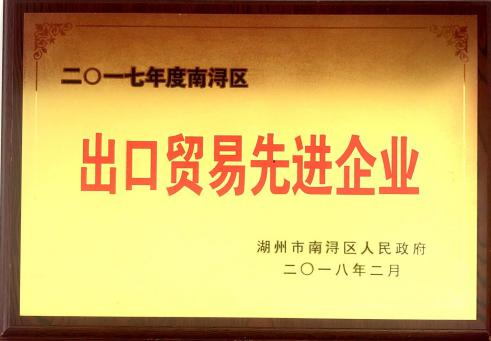 二〇一七年度南浔区
出口贸易先进企业
湖州市南浔区人民政府
二〇一八年二月